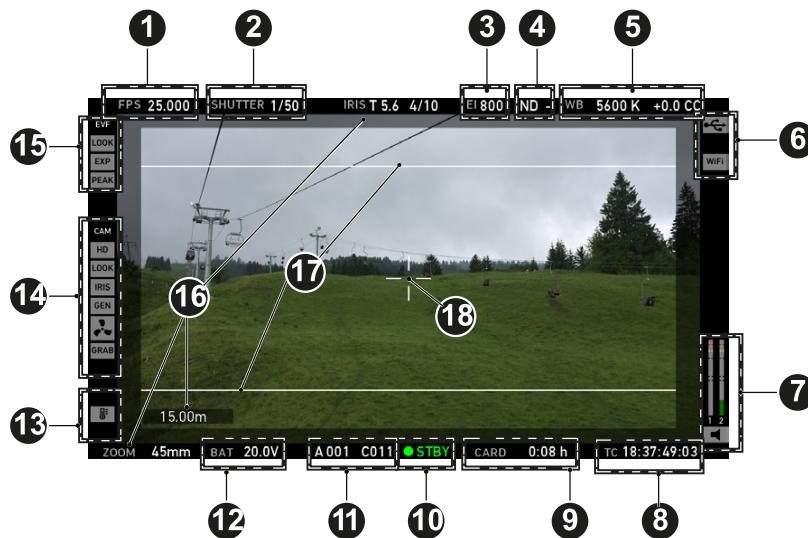 1 2 3 4 5
FPS 25.000 SHUTTER 1/50 IRIS T 5.6 4/10 EI 800 ND - WB 5600 K +0.0 CC
15 EVF
LOOK
EXP
PEAK
6
WiFi
CAM
HD
LOOK
14 IRIS
GEN
GRAB
16 17 18
7
1 2
13
15.00m
ZOOM 45mm BAT 20.0V A 001 C011 STBY CARD 0:08 h TC 18:37:49:03
12 11 10 9 8